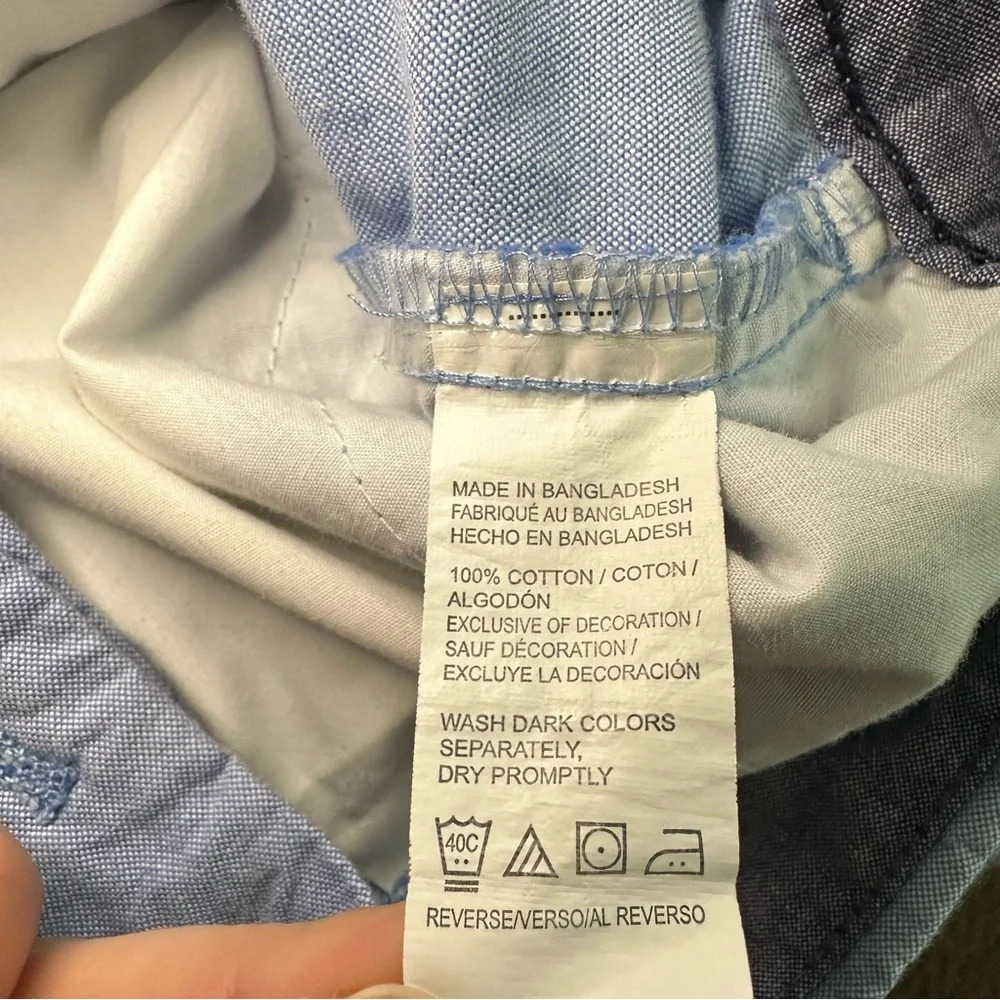 MADE IN BANGLADESH
FABRIQUÉ AU BANGLADESH
HECHO EN BANGLADESH
100% COTTON / COTON /
ALGODÓN
EXCLUSIVE OF DECORATION /
SAUF DÉCORATION /
EXCLUYE LA DECORACIÓN
WASH DARK COLORS
SEPARATELY,
DRY PROMPTLY
40C
REVERSE/VERSO/AL REVERSO